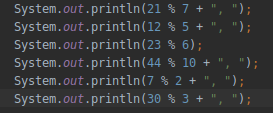 System.out.println(21 % 7 + ", ");
System.out.println(12 % 5 + ", ");
System.out.println(23 % 6);
System.out.println(44 % 10 + ", ");
System.out.println(7 % 2 + ", ");
System.out.println(30 % 3 + ", ");